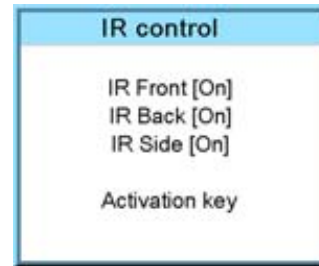 IR control
IR Front [On]
IR Back [On]
IR Side [On]
Activation key